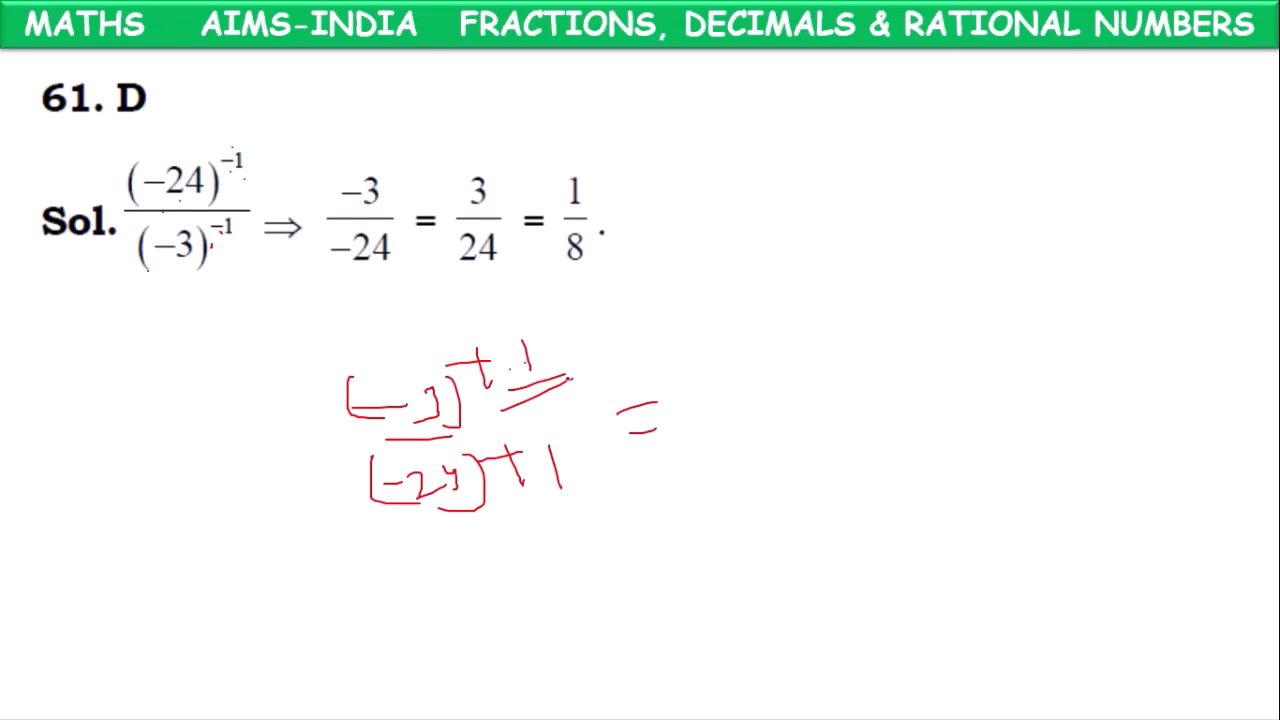 MATHS AIMS-INDIA FRACTIONS, DECIMALS & RATIONAL NUMBERS
61. D
Sol. (−24)^−1 / (−3)^−1 ⇒ −3/−24 = 3/24 = 1/8 .
(−3)^+1 / (−24)^+1 =